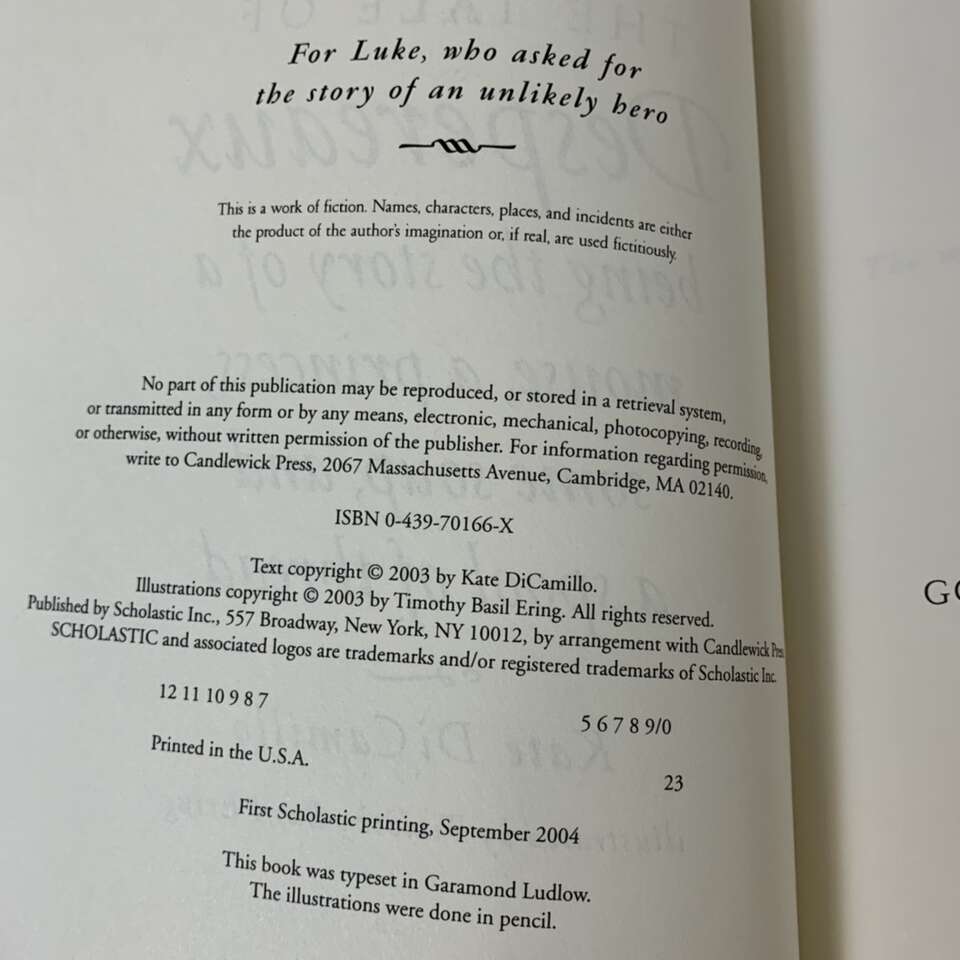 For Luke, who asked for
the story of an unlikely hero
This is a work of fiction. Names, characters, places, and incidents are either
the product of the author's imagination or, if real, are used fictitiously.
No part of this publication may be reproduced, or stored in a retrieval system,
or transmitted in any form or by any means, electronic, mechanical, photocopying, recording,
or otherwise, without written permission of the publisher. For information regarding permission,
write to Candlewick Press, 2067 Massachusetts Avenue, Cambridge, MA 02140.
ISBN 0-439-70166-X
Text copyright © 2003 by Kate DiCamillo.
Illustrations copyright © 2003 by Timothy Basil Ering. All rights reserved.
Published by Scholastic Inc., 557 Broadway, New York, NY 10012, by arrangement with Candlewick Press.
SCHOLASTIC and associated logos are trademarks and/or registered trademarks of Scholastic Inc.
12 11 10 9 8 7
5 6 7 8 9/0
Printed in the U.S.A.
23
First Scholastic printing, September 2004
This book was typeset in Garamond Ludlow.
The illustrations were done in pencil.